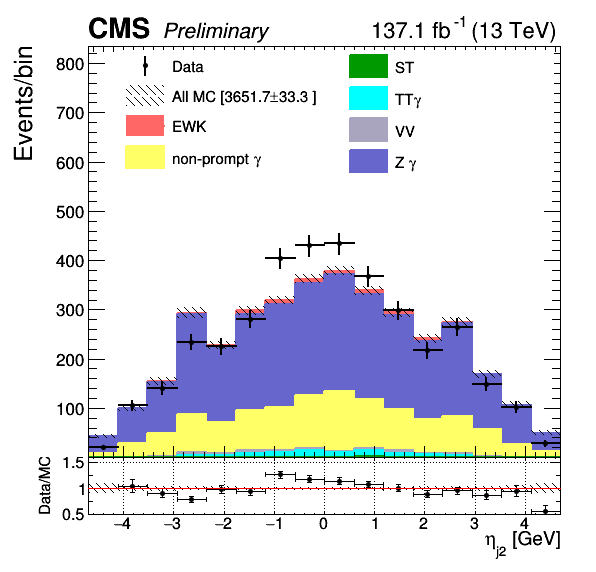 CMS Preliminary 137.1 fb⁻¹ (13 TeV)
Events/bin
800
700
600
500
400
300
200
100
Data
All MC [3651.7±33.3 ]
EWK
non-prompt γ
ST
TTγ
VV
Z γ
Data/MC
1.5
1
0.5
−4 −3 −2 −1 0 1 2 3 4
η_j2 [GeV]